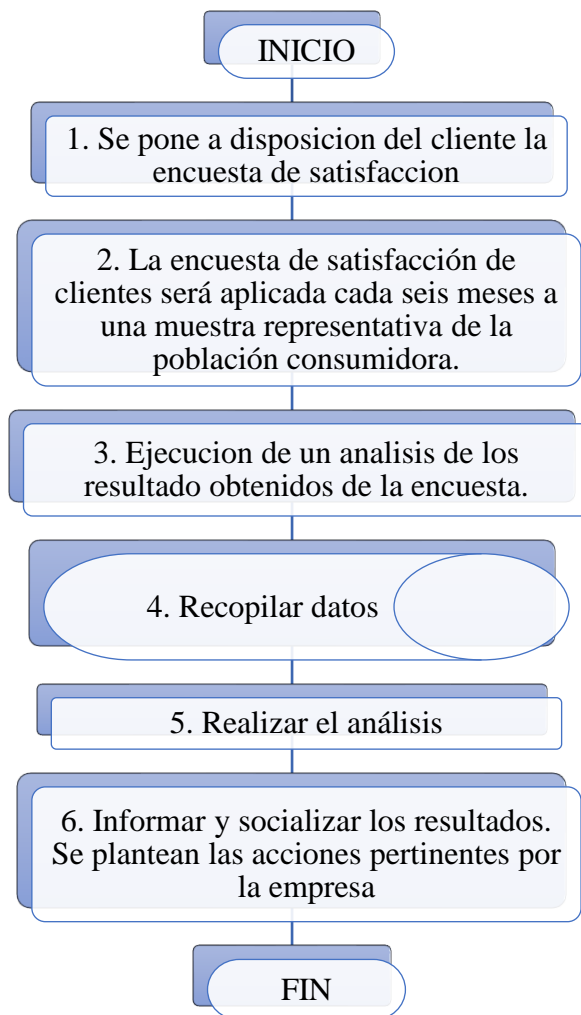 INICIO
1. Se pone a disposicion del cliente la
encuesta de satisfaccion
2. La encuesta de satisfacción de
clientes será aplicada cada seis meses a
una muestra representativa de la
población consumidora.
3. Ejecucion de un analisis de los
resultado obtenidos de la encuesta.
4. Recopilar datos
5. Realizar el análisis
6. Informar y socializar los resultados.
Se plantean las acciones pertinentes por
la empresa
FIN